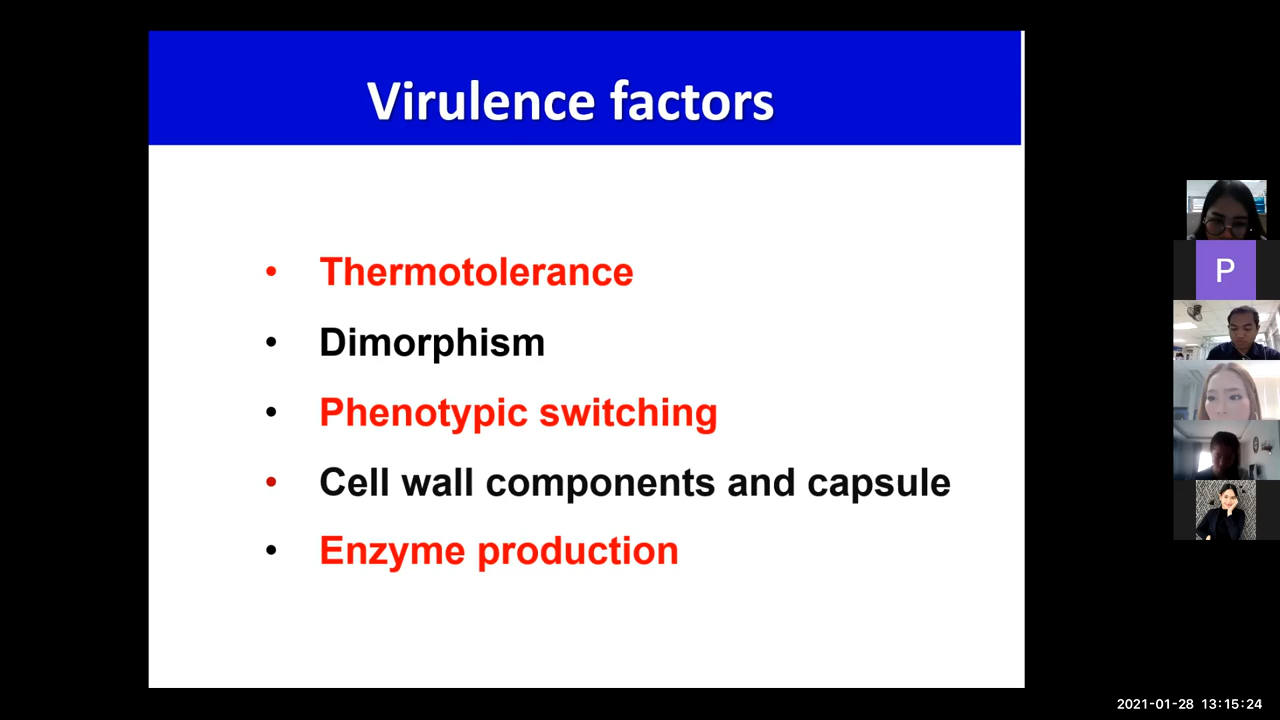 Virulence factors
• Thermotolerance
• Dimorphism
• Phenotypic switching
• Cell wall components and capsule
• Enzyme production
P
2021-01-28 13:15:24